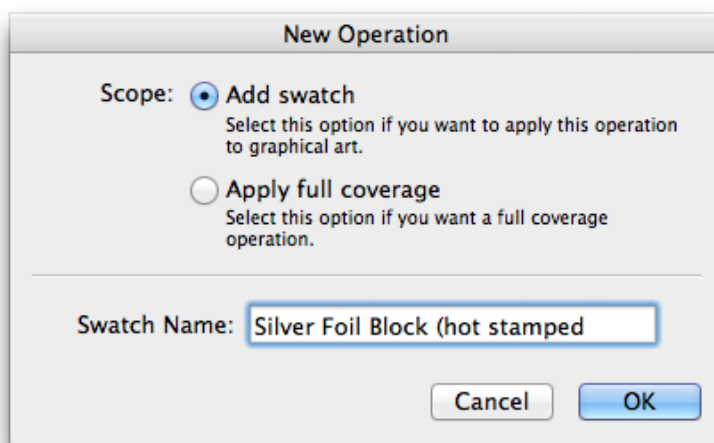 New Operation
Scope: Add swatch
Select this option if you want to apply this operation
to graphical art.
Apply full coverage
Select this option if you want a full coverage
operation.
Swatch Name: Silver Foil Block (hot stamped
Cancel OK